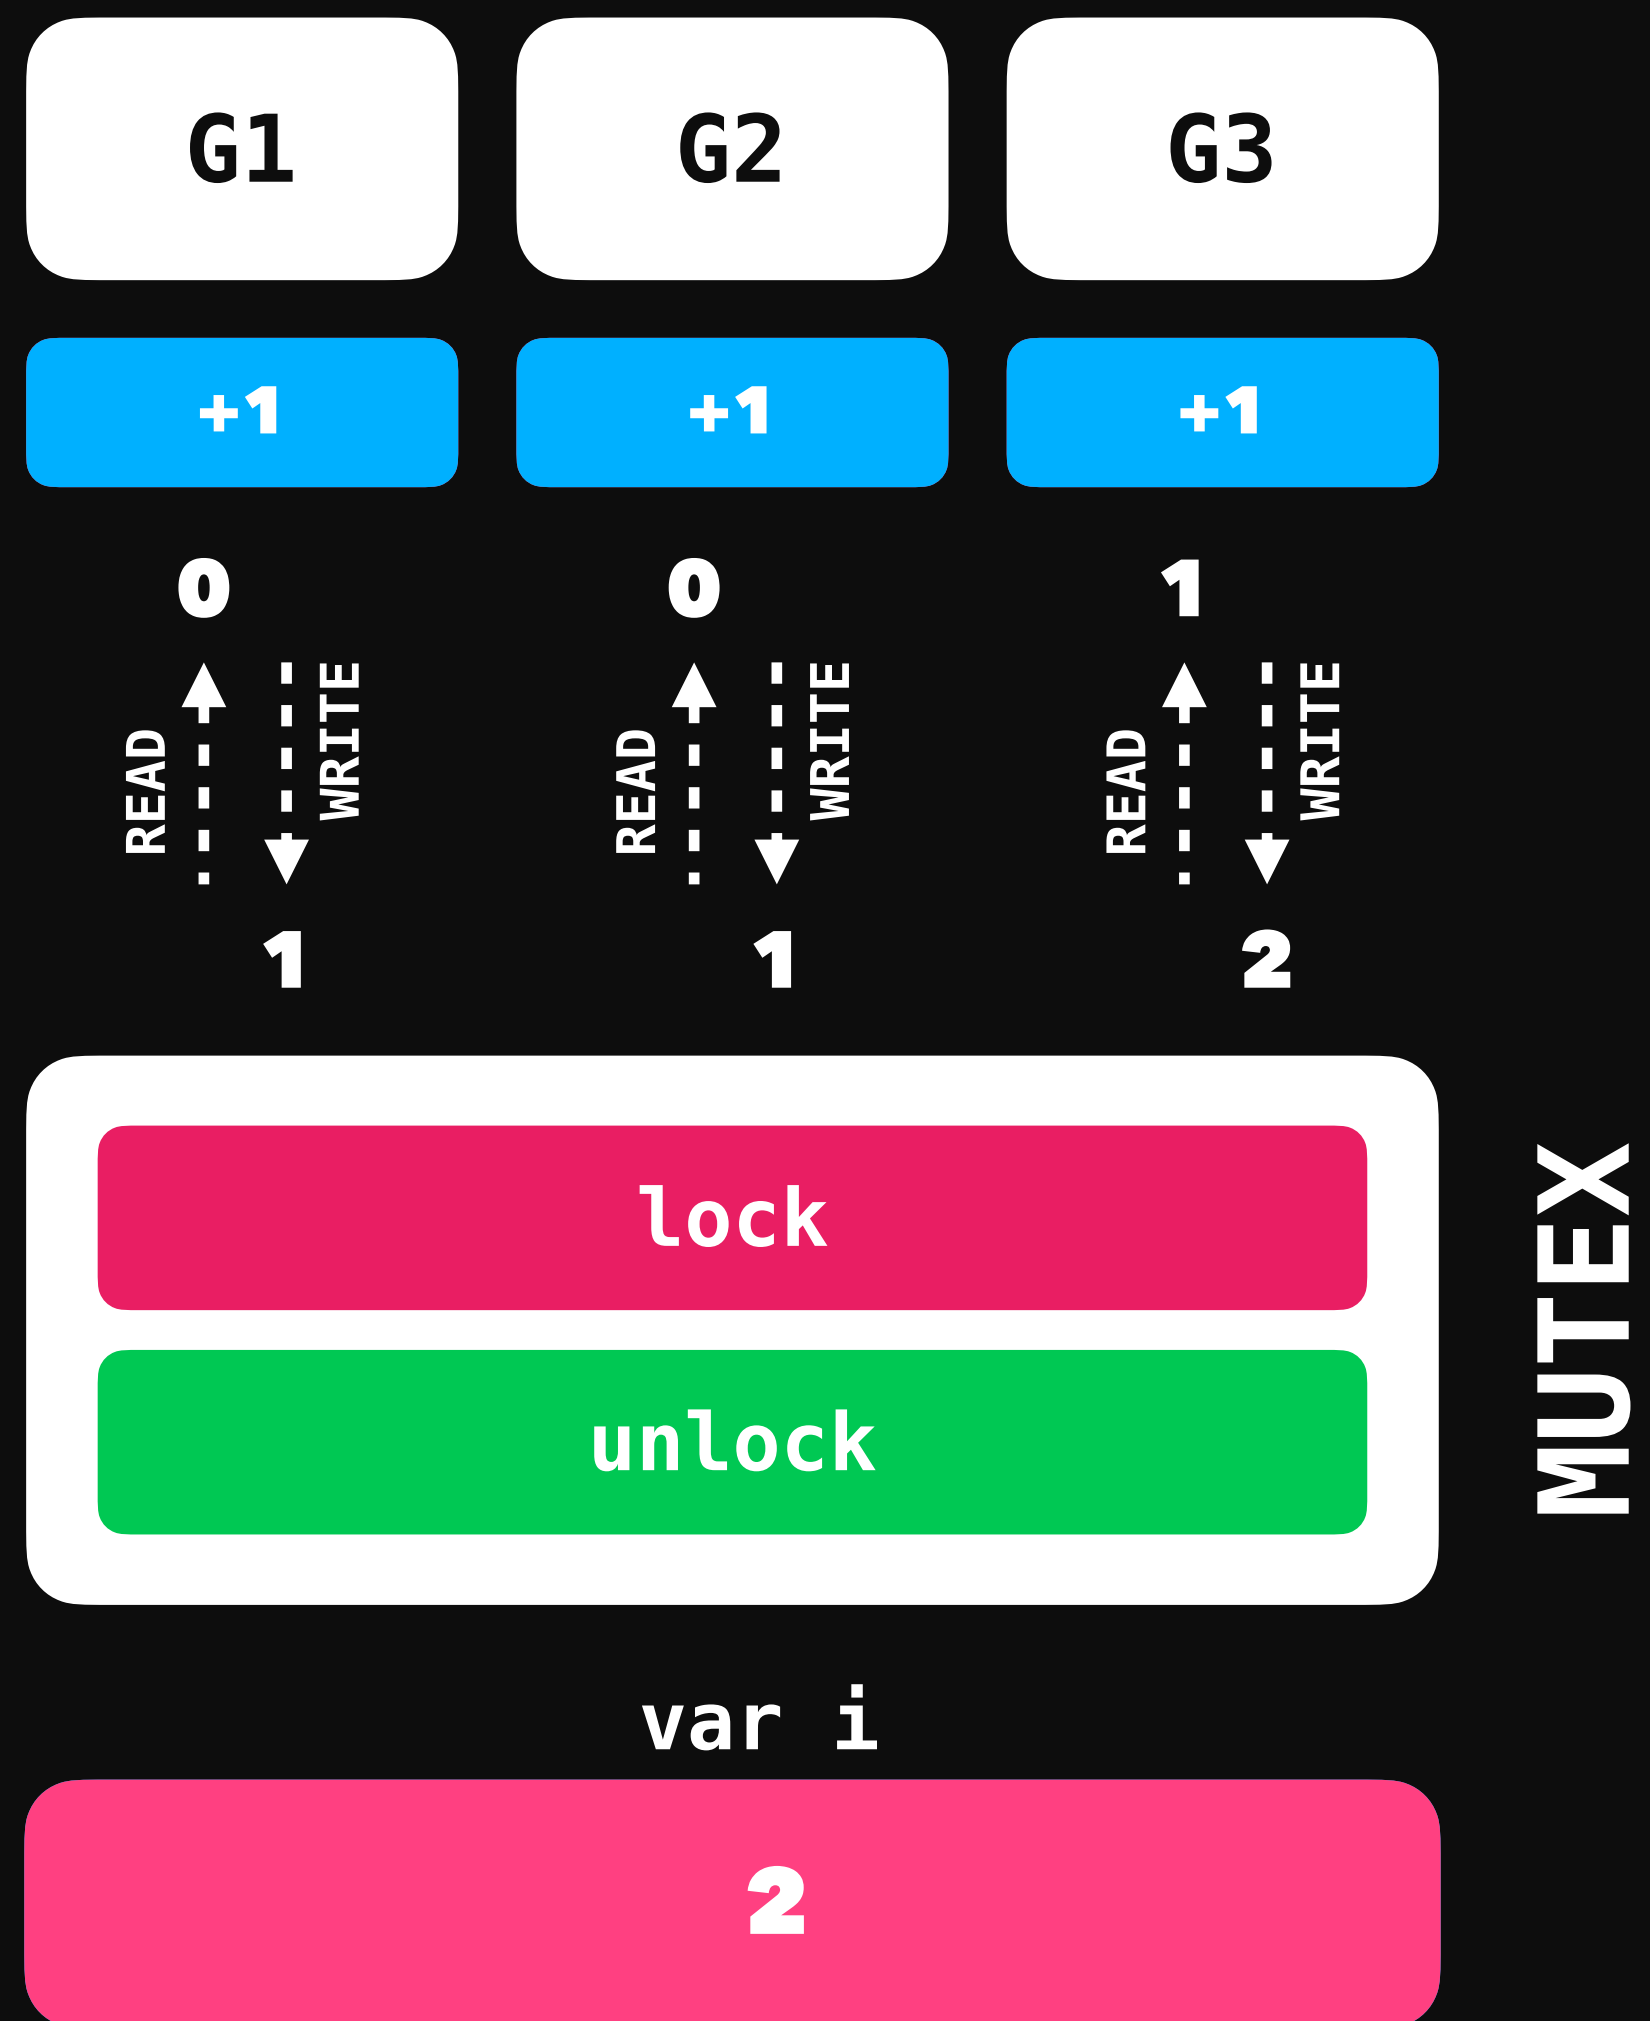 G1 G2 G3
+1 +1 +1
0 0 1
READ WRITE READ WRITE READ WRITE
1 1 2
lock
unlock
MUTEX
var i
2